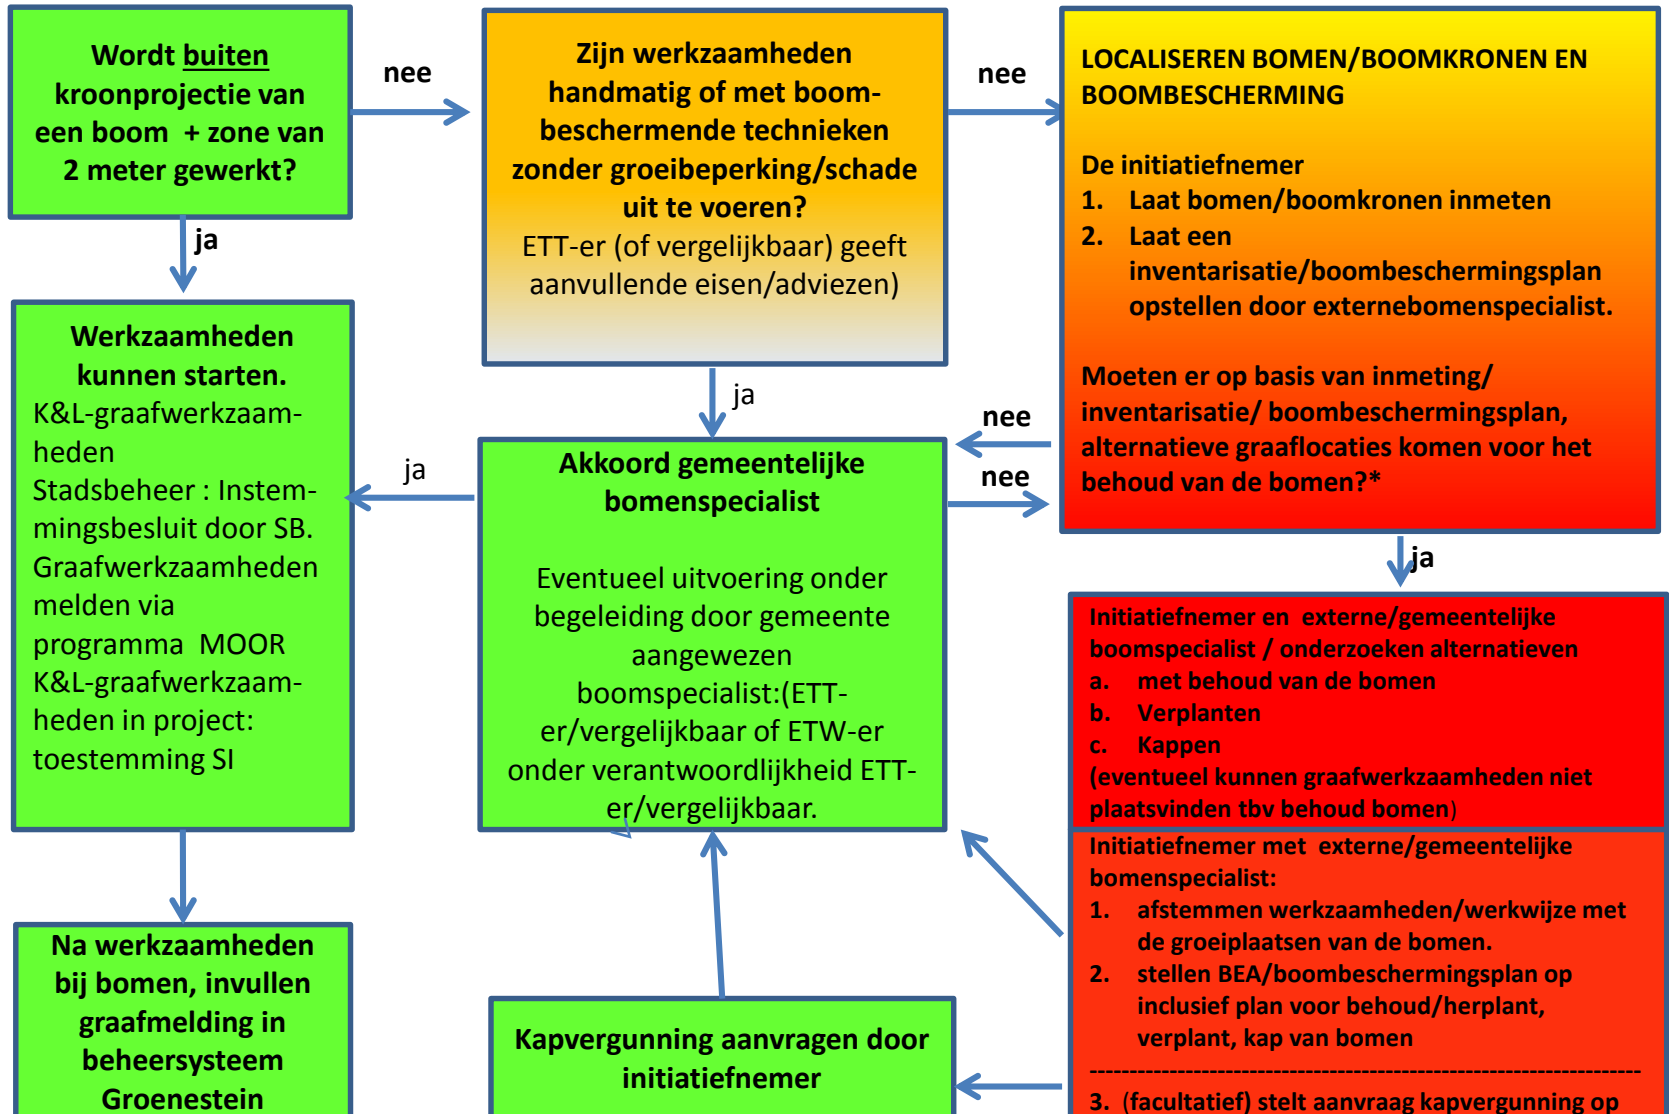 Wordt buiten
kroonprojectie van
een boom + zone van
2 meter gewerkt?
nee
ja
Zijn werkzaamheden
handmatig of met boom-
beschermende technieken
zonder groeibeperking/schade
uit te voeren?
ETT-er (of vergelijkbaar) geeft
aanvullende eisen/adviezen)
nee
ja
LOCALISEREN BOMEN/BOOMKRONEN EN
BOOMBESCHERMING
De initiatiefnemer
1. Laat bomen/boomkronen inmeten
2. Laat een
inventarisatie/boombeschermingsplan
opstellen door externebomenspecialist.
Moeten er op basis van inmeting/
inventarisatie/ boombeschermingsplan,
alternatieve graaflocaties komen voor het
behoud van de bomen?*
nee
nee
ja
Werkzaamheden
kunnen starten.
K&L-graafwerkzaam-
heden
Stadsbeheer : Instem-
mingsbesluit door SB.
Graafwerkzaamheden
melden via
programma MOOR
K&L-graafwerkzaam-
heden in project:
toestemming SI
ja
Akkoord gemeentelijke
bomenspecialist
Eventueel uitvoering onder
begeleiding door gemeente
aangewezen
boomspecialist:(ETT-
er/vergelijkbaar of ETW-er
onder verantwoordelijkheid ETT-
er/vergelijkbaar.
Initiatiefnemer en externe/gemeentelijke
boomspecialist / onderzoeken alternatieven
a. met behoud van de bomen
b. Verplanten
c. Kappen
(eventueel kunnen graafwerkzaamheden niet
plaatsvinden tbv behoud bomen)
Initiatiefnemer met externe/gemeentelijke
bomenspecialist:
1. afstemmen werkzaamheden/werkwijze met
de groeiplaatsen van de bomen.
2. stellen BEA/boombeschermingsplan op
inclusief plan voor behoud/herplant,
verplant, kap van bomen
---------------------------------------------------------------------
3. (facultatief) stelt aanvraag kapvergunning op
Na werkzaamheden
bij bomen, invullen
graafmelding in
beheersysteem
Groenestein
Kapvergunning aanvragen door
initiatiefnemer